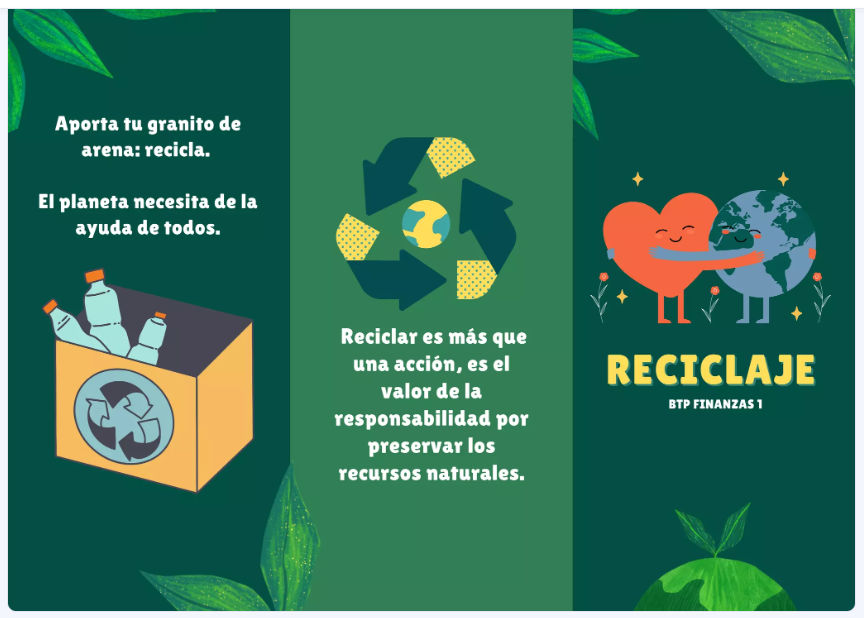 Aporta tu granito de
arena: recicla.
El planeta necesita de la
ayuda de todos.
Reciclar es más que
una acción, es el
valor de la
responsabilidad por
preservar los
recursos naturales.
RECICLAJE
BTP FINANZAS 1